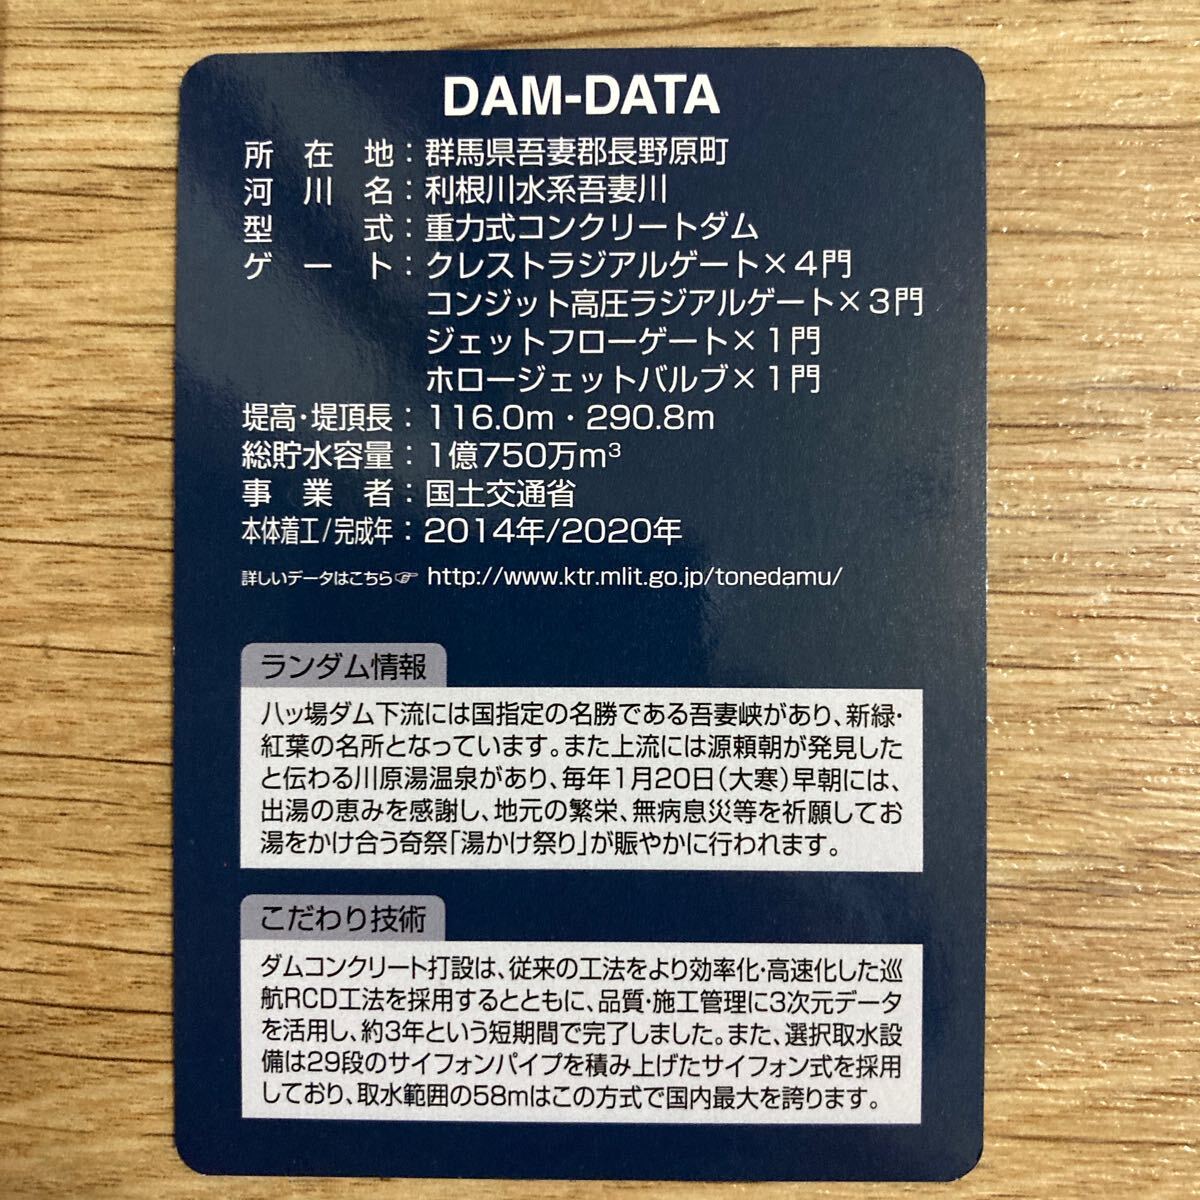 DAM-DATA
所在地：群馬県吾妻郡長野原町
河川名：利根川水系吾妻川
型式：重力式コンクリートダム
ゲート：クレストラジアルゲート×4門
コンジット高圧ラジアルゲート×3門
ジェットフローゲート×1門
ホロージェットバルブ×1門
堤高・堤頂長：116.0m・290.8m
総貯水容量：1億750万m³
事業者：国土交通省
本体着工/完成年：2014年/2020年
詳しいデータはこちら☞ http://www.ktr.mlit.go.jp/tonedamu/
ランダム情報
八ッ場ダム下流には国指定の名勝である吾妻峡があり、新緑・
紅葉の名所となっています。また上流には源頼朝が発見した
と伝わる川原湯温泉があり、毎年1月20日（大寒）早朝には、
出湯の恵みを感謝し、地元の繁栄、無病息災等を祈願してお
湯をかけ合う奇祭「湯かけ祭り」が賑やかに行われます。
こだわり技術
ダムコンクリート打設は、従来の工法をより効率化・高速化した巡
航RCD工法を採用するとともに、品質・施工管理に3次元データ
を活用し、約3年という短期間で完了しました。また、選択取水設
備は29段のサイフォンパイプを積み上げたサイフォン式を採用
しており、取水範囲の58mはこの方式で国内最大を誇ります。